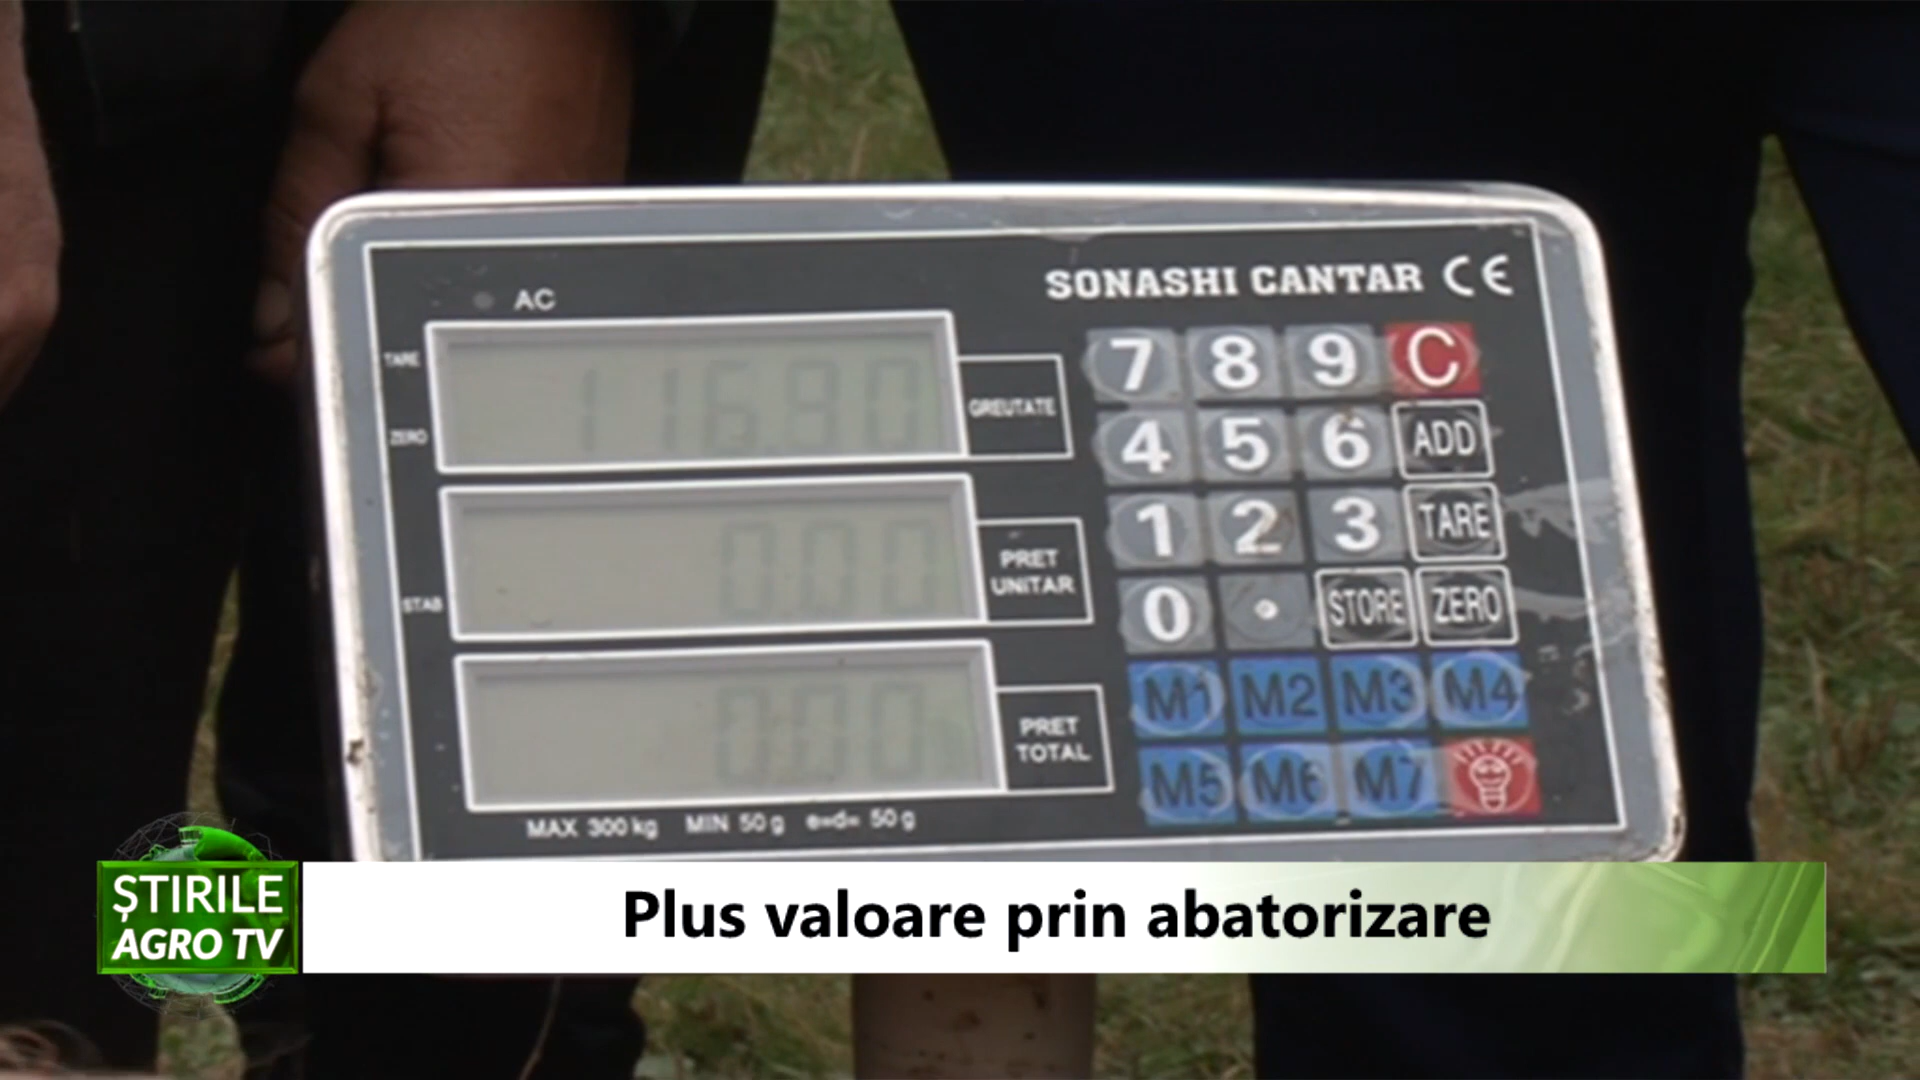 SONASHI CANTAR CE
AC
TARE
116.90
GREUTATE
ZERO
0.00
PRET
UNITAR
STAB
0.00
PRET
TOTAL
MAX 300 kg MIN 50 g e=d= 50 g
7 8 9 C
4 5 6 ADD
1 2 3 TARE
0 . STORE ZERO
M1 M2 M3 M4
M5 M6 M7
ȘTIRILE
AGRO TV
Plus valoare prin abatorizare